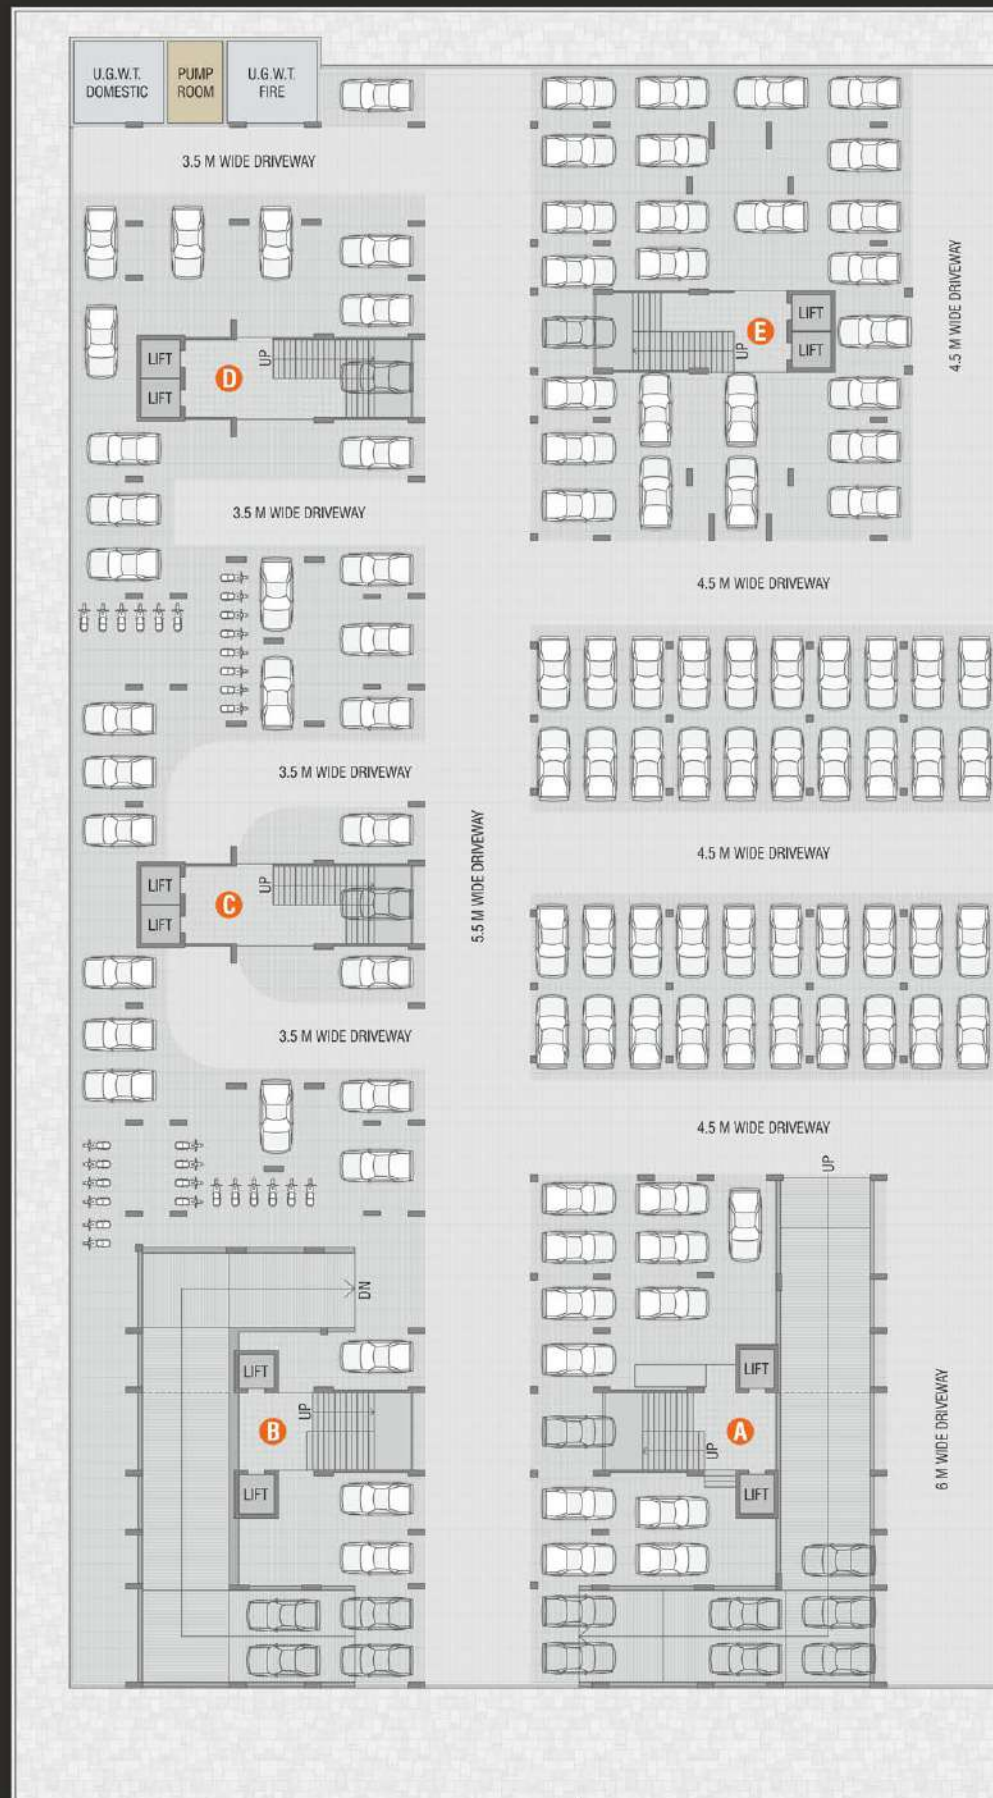 U.G.W.T.
DOMESTIC
PUMP
ROOM
U.G.W.T.
FIRE
3.5 M WIDE DRIVEWAY
4.5 M WIDE DRIVEWAY
LIFT
LIFT
D
UP
E
UP
LIFT
LIFT
3.5 M WIDE DRIVEWAY
4.5 M WIDE DRIVEWAY
3.5 M WIDE DRIVEWAY
5.5 M WIDE DRIVEWAY
4.5 M WIDE DRIVEWAY
LIFT
LIFT
C
UP
3.5 M WIDE DRIVEWAY
4.5 M WIDE DRIVEWAY
UP
DN
LIFT
B
UP
LIFT
LIFT
A
UP
LIFT
6 M WIDE DRIVEWAY